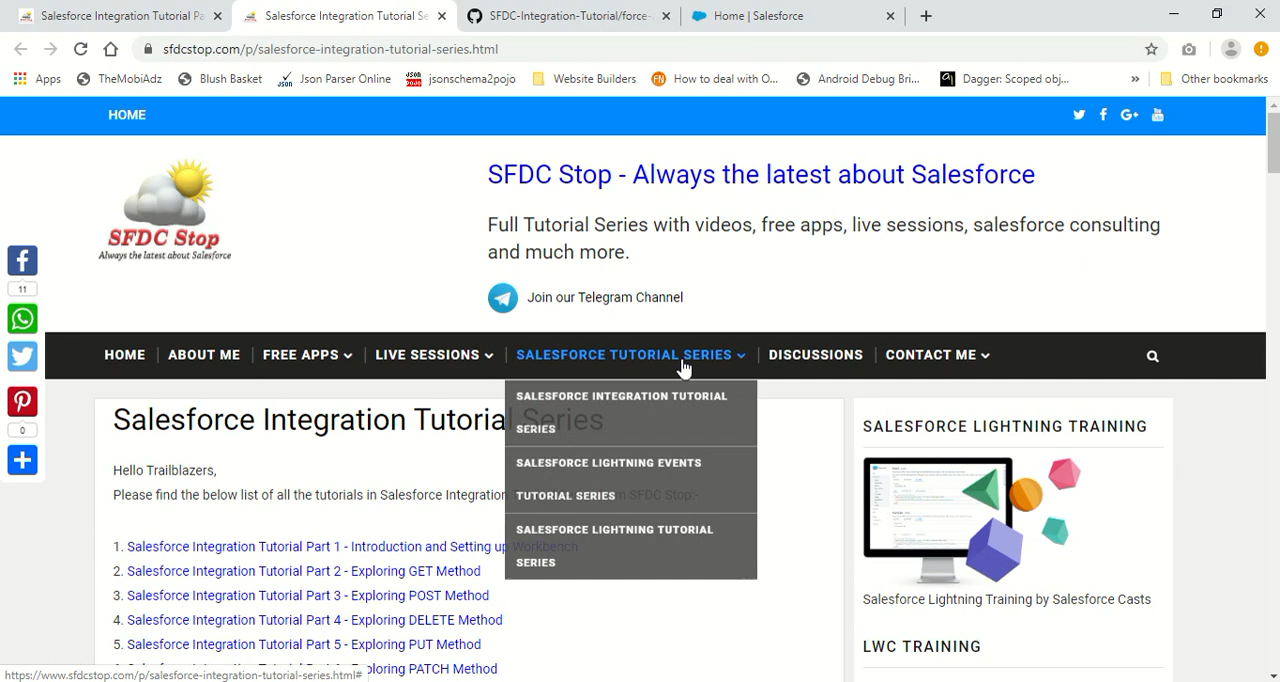 Salesforce Integration Tutorial Pa
Salesforce Integration Tutorial Se
SFDC-Integration-Tutorial/force-
Home | Salesforce
sfdcstop.com/p/salesforce-integration-tutorial-series.html
Apps
TheMobiAdz
Blush Basket
Json Parser Online
jsonschema2pojo
Website Builders
How to deal with O...
Android Debug Bri...
Dagger: Scoped obj...
Other bookmarks
HOME
SFDC Stop
Always the latest about Salesforce
SFDC Stop - Always the latest about Salesforce
Full Tutorial Series with videos, free apps, live sessions, salesforce consulting
and much more.
Join our Telegram Channel
11
0
HOME
ABOUT ME
FREE APPS
LIVE SESSIONS
SALESFORCE TUTORIAL SERIES
DISCUSSIONS
CONTACT ME
SALESFORCE INTEGRATION TUTORIAL
SERIES
SALESFORCE LIGHTNING EVENTS
TUTORIAL SERIES
SALESFORCE LIGHTNING TUTORIAL
SERIES
Salesforce Integration Tutorial Series
Hello Trailblazers,
Please find the below list of all the tutorials in Salesforce Integration SFDC Stop:-
1. Salesforce Integration Tutorial Part 1 - Introduction and Setting up Workbench
2. Salesforce Integration Tutorial Part 2 - Exploring GET Method
3. Salesforce Integration Tutorial Part 3 - Exploring POST Method
4. Salesforce Integration Tutorial Part 4 - Exploring DELETE Method
5. Salesforce Integration Tutorial Part 5 - Exploring PUT Method
ploring PATCH Method
SALESFORCE LIGHTNING TRAINING
Salesforce Lightning Training by Salesforce Casts
LWC TRAINING
https://www.sfdcstop.com/p/salesforce-integration-tutorial-series.html#